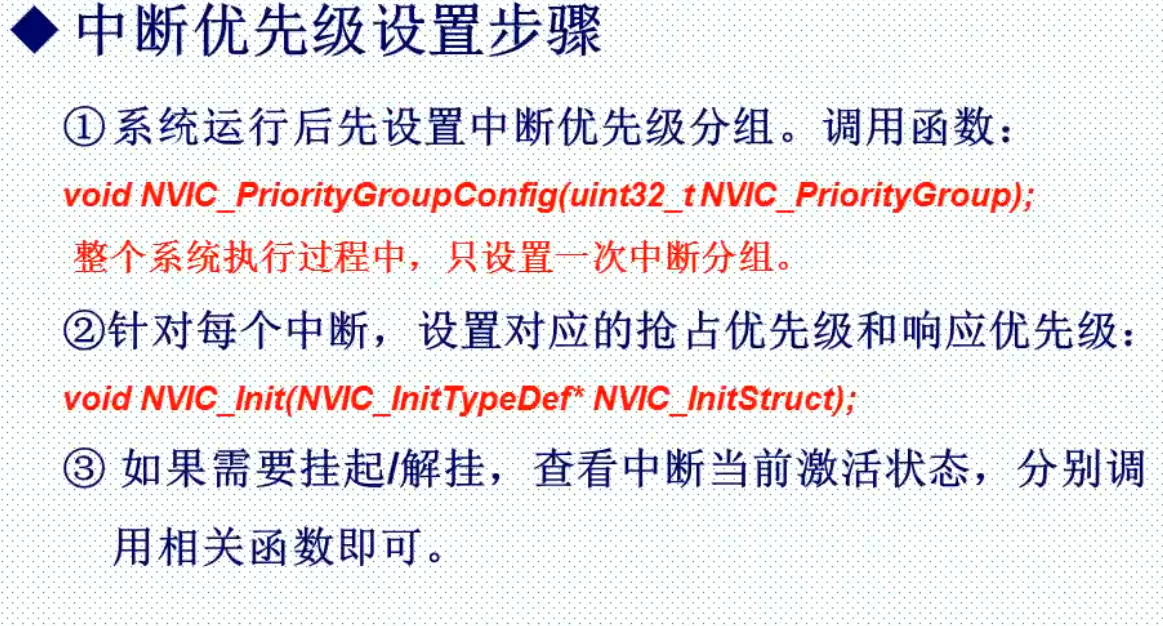 ◆中断优先级设置步骤
①系统运行后先设置中断优先级分组。调用函数：
void NVIC_PriorityGroupConfig(uint32_t NVIC_PriorityGroup);
整个系统执行过程中，只设置一次中断分组。
②针对每个中断，设置对应的抢占优先级和响应优先级：
void NVIC_Init(NVIC_InitTypeDef* NVIC_InitStruct);
③ 如果需要挂起/解挂，查看中断当前激活状态，分别调
用相关函数即可。